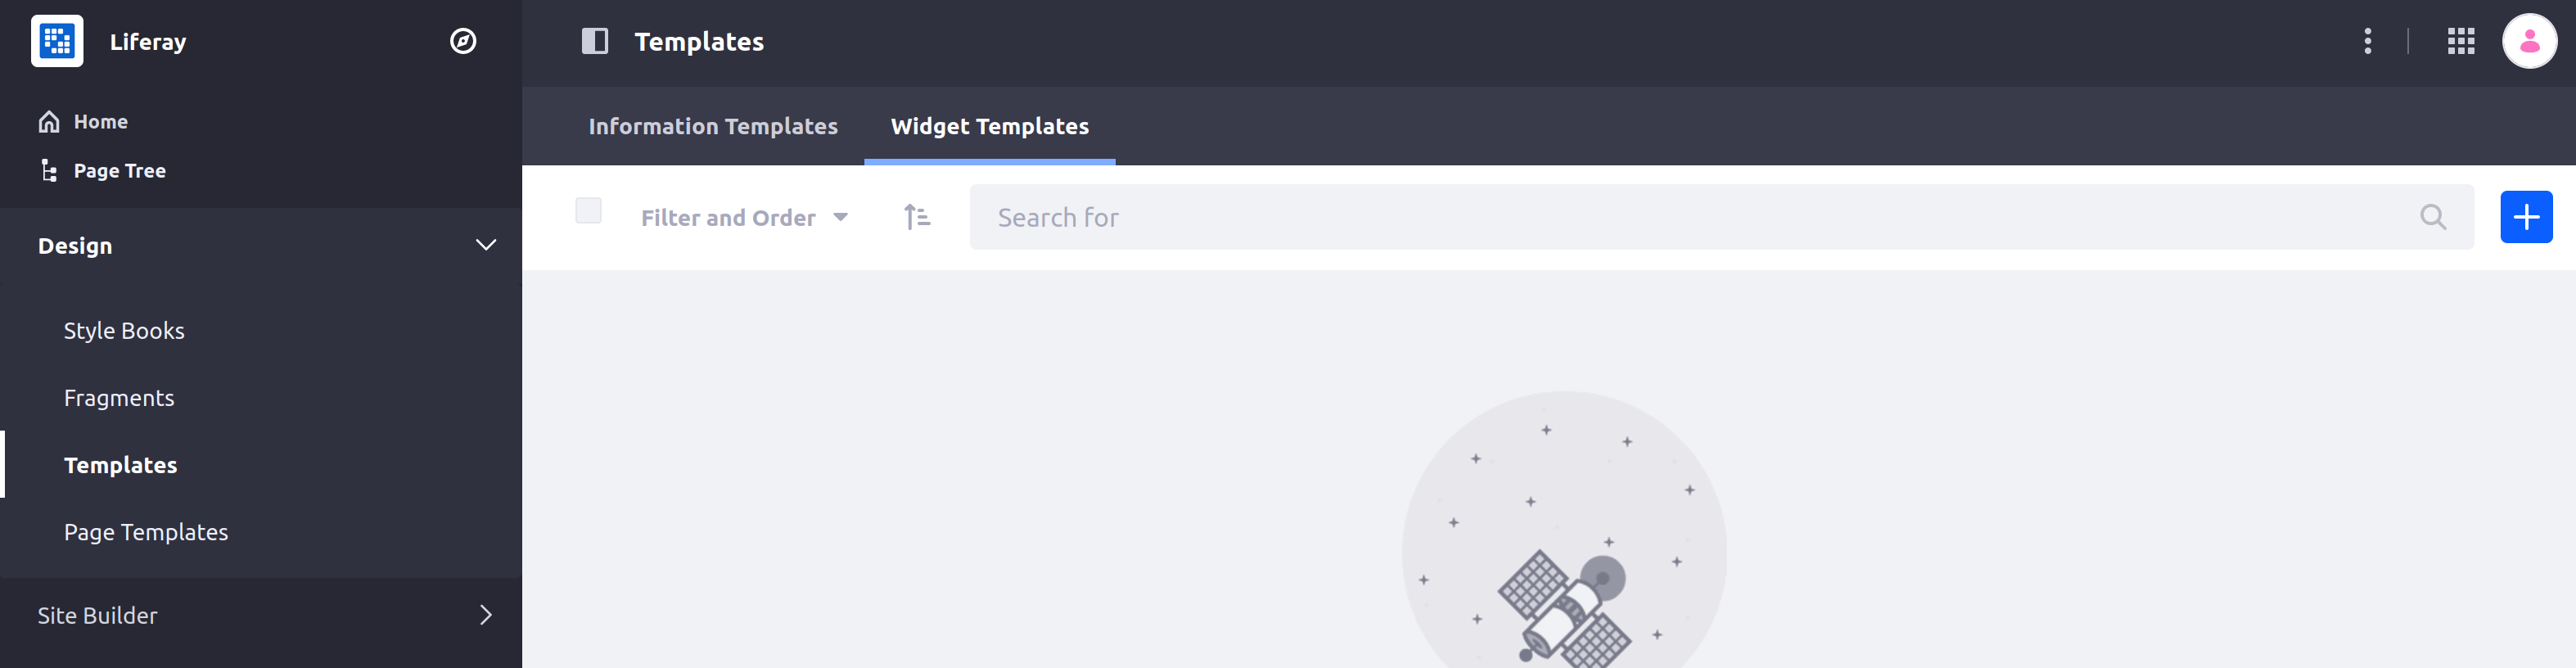 Liferay
Home
Page Tree
Design
Style Books
Fragments
Templates
Page Templates
Site Builder
Templates
Information Templates
Widget Templates
Filter and Order
Search for